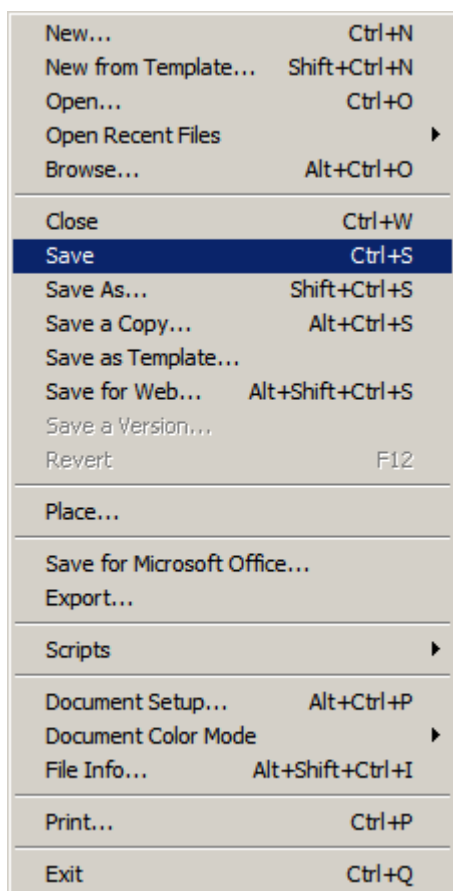 New... Ctrl+N
New from Template... Shift+Ctrl+N
Open... Ctrl+O
Open Recent Files
Browse... Alt+Ctrl+O
Close Ctrl+W
Save Ctrl+S
Save As... Shift+Ctrl+S
Save a Copy... Alt+Ctrl+S
Save as Template...
Save for Web... Alt+Shift+Ctrl+S
Save a Version...
Revert F12
Place...
Save for Microsoft Office...
Export...
Scripts
Document Setup... Alt+Ctrl+P
Document Color Mode
File Info... Alt+Shift+Ctrl+I
Print... Ctrl+P
Exit Ctrl+Q